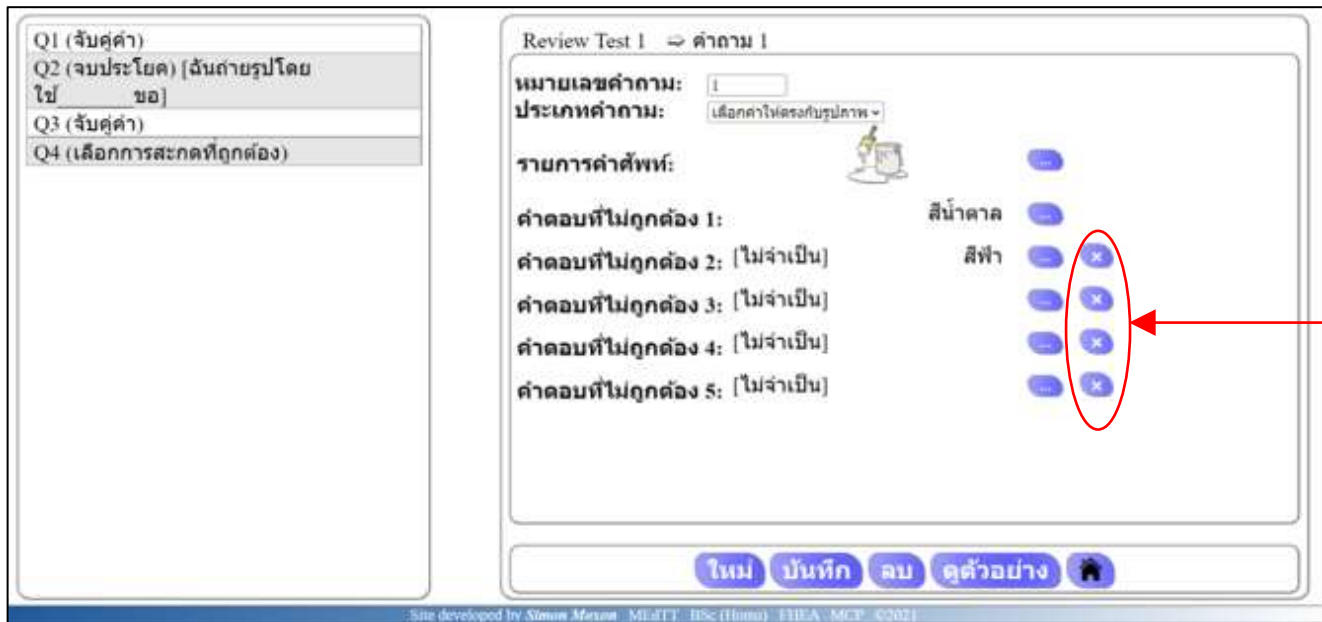 Q1 (จับคู่คำ)
Q2 (จบประโยค) [ฉันถ่ายรูปโดย
ใช้_______ขอ]
Q3 (จับคู่คำ)
Q4 (เลือกการสะกดที่ถูกต้อง)
Review Test 1 ⇨ คำถาม 1
หมายเลขคำถาม: 1
ประเภทคำถาม: เลือกคำให้ตรงกับรูปภาพ
รายการคำศัพท์: ...
คำตอบที่ไม่ถูกต้อง 1: สีน้ำตาล ...
คำตอบที่ไม่ถูกต้อง 2: [ไม่จำเป็น] สีฟ้า ... ×
คำตอบที่ไม่ถูกต้อง 3: [ไม่จำเป็น] ... ×
คำตอบที่ไม่ถูกต้อง 4: [ไม่จำเป็น] ... ×
คำตอบที่ไม่ถูกต้อง 5: [ไม่จำเป็น] ... ×
ใหม่ บันทึก ลบ ดูตัวอย่าง
Site developed by Simon Moxon MEdTT BSc (Hons) FHEA MCP ©2021